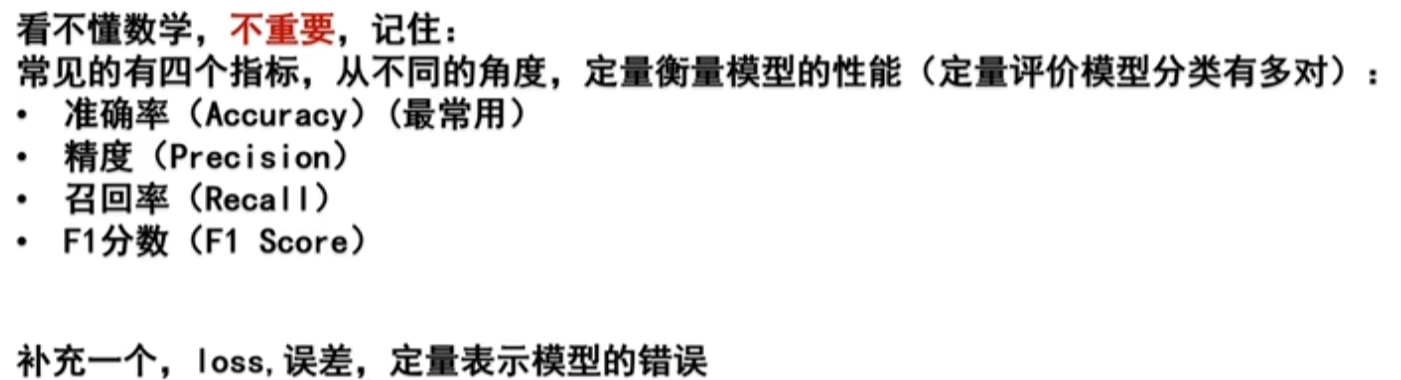 看不懂数学，不重要，记住：
常见的有四个指标，从不同的角度，定量衡量模型的性能（定量评价模型分类有多对）：
• 准确率（Accuracy）(最常用）
• 精度（Precision）
• 召回率（Recall）
• F1分数（F1 Score）
补充一个，loss,误差，定量表示模型的错误